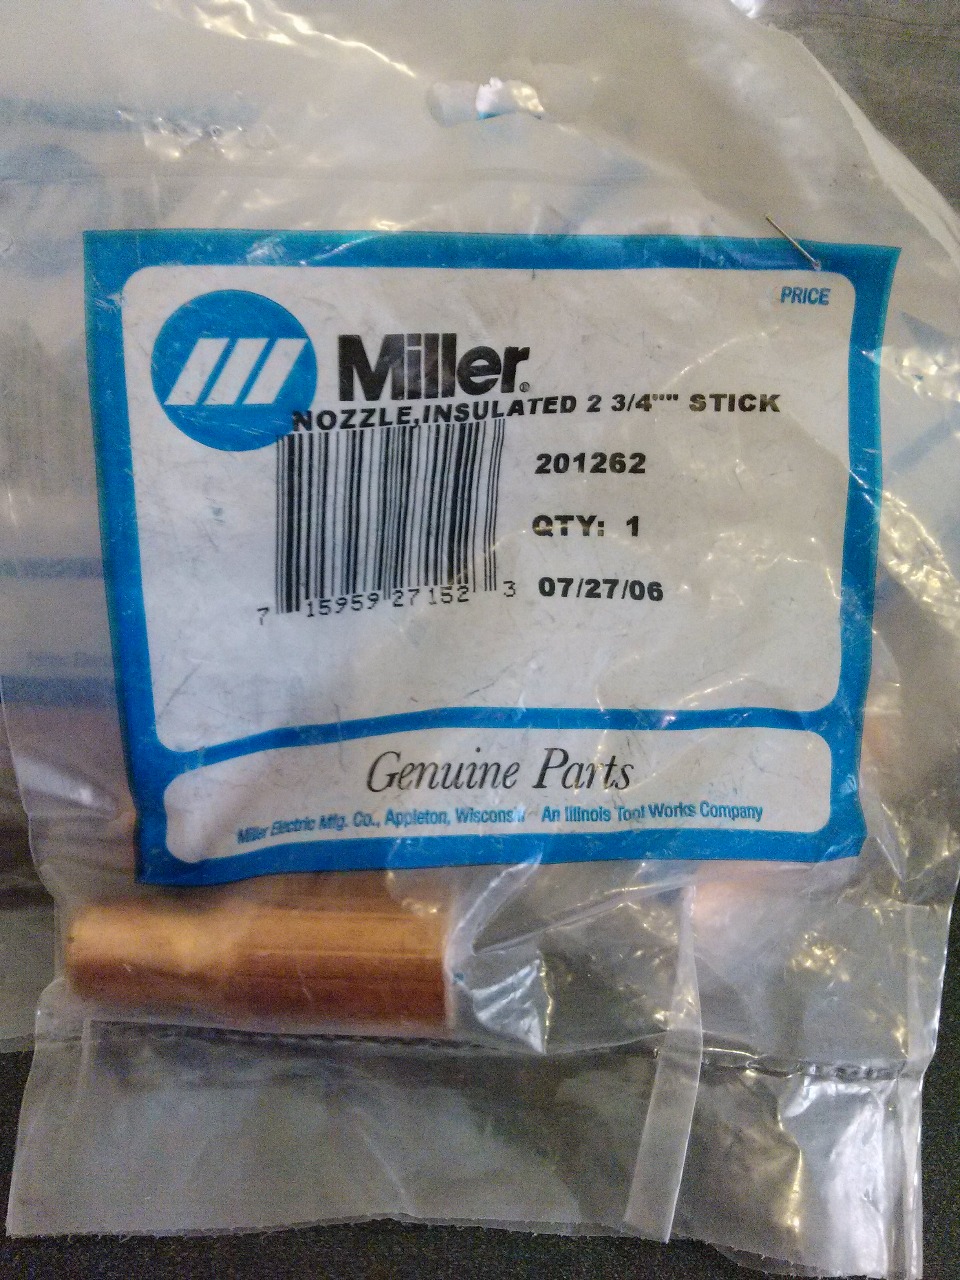 PRICE
Miller®
NOZZLE,INSULATED 2 3/4"" STICK
201262
QTY: 1
07/27/06
7 15959 27152 3
Genuine Parts
Miller Electric Mfg. Co., Appleton, Wisconsin - An Illinois Tool Works Company